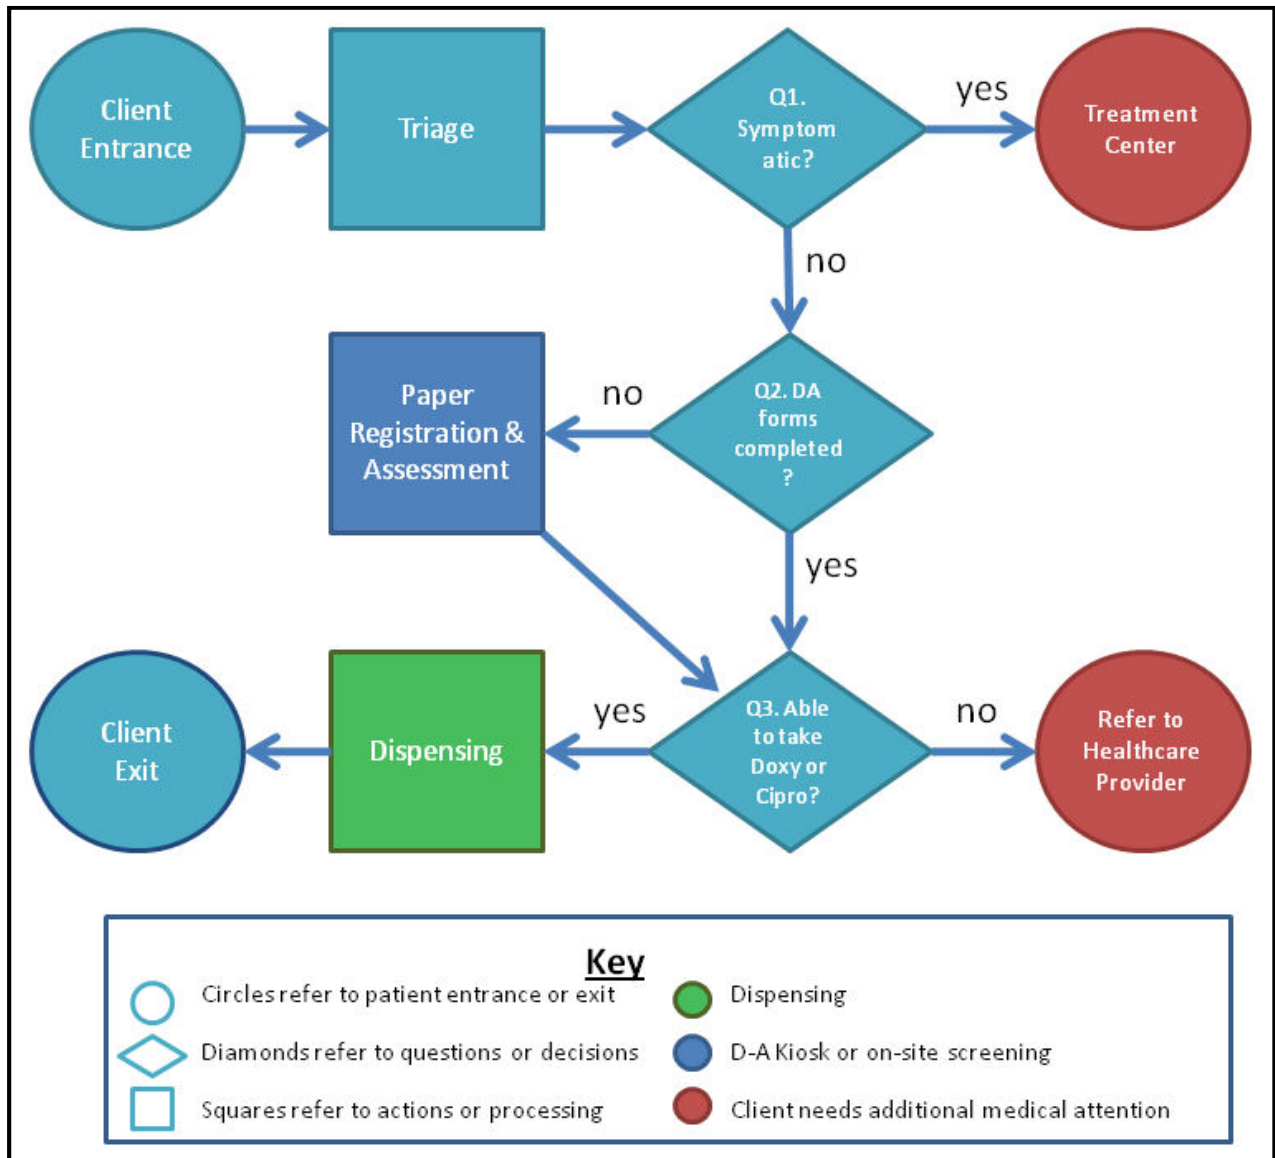 Client
Entrance
Triage
Q1.
Symptom
atic?
yes
Treatment
Center
no
Paper
Registration &
Assessment
no
Q2. DA
forms
completed
?
yes
Client
Exit
Dispensing
yes
Q3. Able
to take
Doxy or
Cipro?
no
Refer to
Healthcare
Provider
Key
Circles refer to patient entrance or exit
Diamonds refer to questions or decisions
Squares refer to actions or processing
Dispensing
D-A Kiosk or on-site screening
Client needs additional medical attention